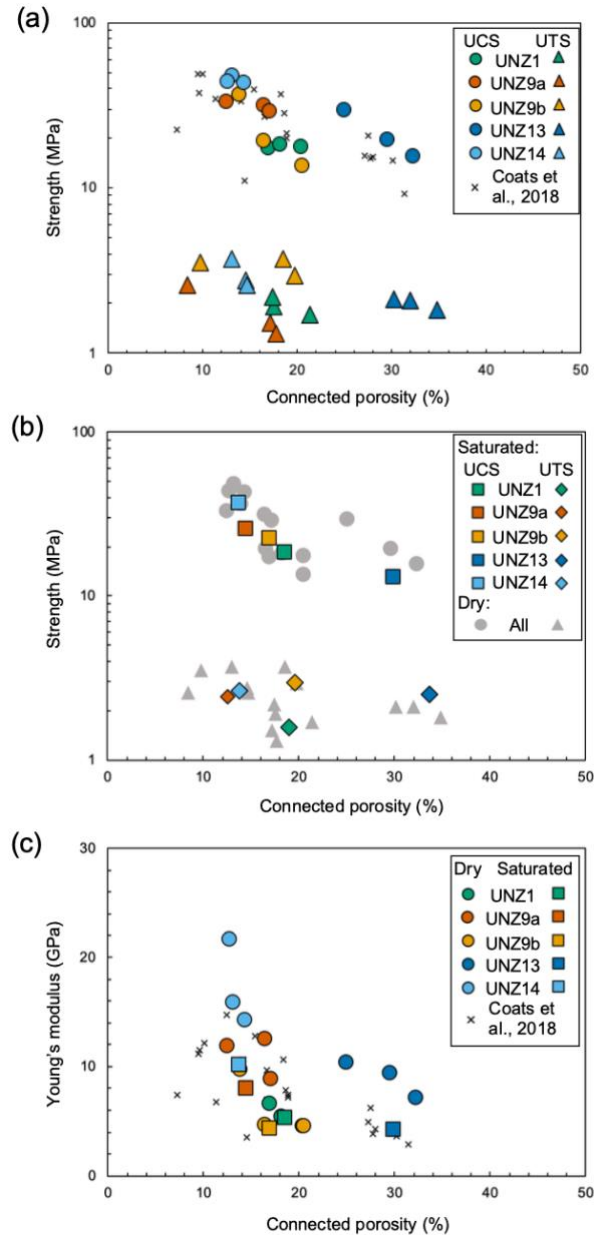 (a)
100
10
1
Strength (MPa)
UCS UTS
UNZ1
UNZ9a
UNZ9b
UNZ13
UNZ14
Coats et
al., 2018
0 10 20 30 40 50
Connected porosity (%)
(b)
100
10
1
Strength (MPa)
Saturated:
UCS UTS
UNZ1
UNZ9a
UNZ9b
UNZ13
UNZ14
Dry:
All
0 10 20 30 40 50
Connected porosity (%)
(c)
30
20
10
0
Young's modulus (GPa)
Dry Saturated
UNZ1
UNZ9a
UNZ9b
UNZ13
UNZ14
Coats et
al., 2018
0 10 20 30 40 50
Connected porosity (%)